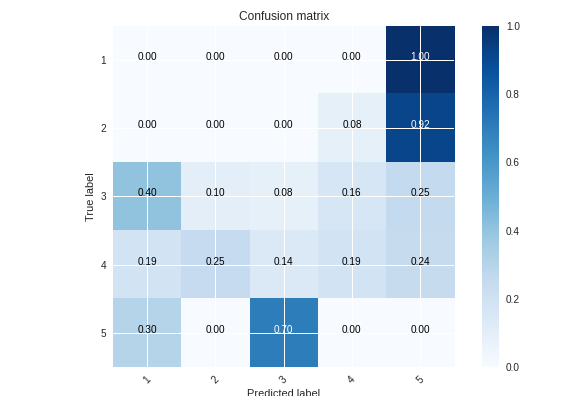 Confusion matrix
1 0.00 0.00 0.00 0.00 1.00
2 0.00 0.00 0.00 0.08 0.92
3 0.40 0.10 0.08 0.16 0.25
4 0.19 0.25 0.14 0.19 0.24
5 0.30 0.00 0.70 0.00 0.00
True label
1 2 3 4 5
Predicted label
1.0
0.8
0.6
0.4
0.2
0.0